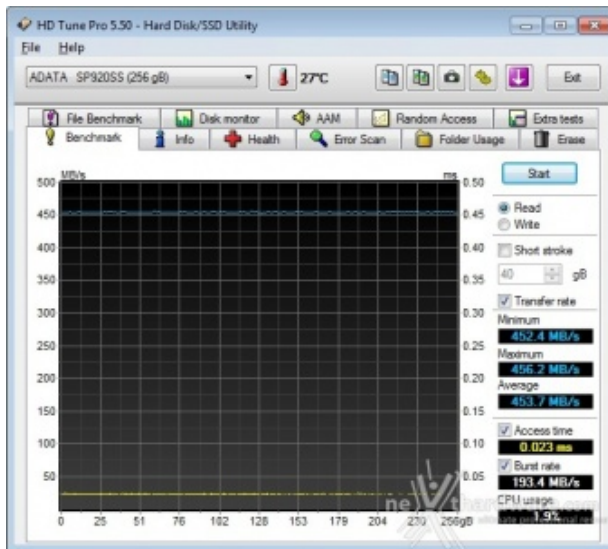 HD Tune Pro 5.50 - Hard Disk/SSD Utility
File Help
ADATA SP920SS (256 gB) 27°C Exit
File Benchmark Disk monitor AAM Random Access Extra tests
Benchmark Info Health Error Scan Folder Usage Erase
MB/s ms Start
500 0.50
450 0.45
400 0.40
350 0.35
300 0.30
250 0.25
200 0.20
150 0.15
100 0.10
50 0.05
0 25 51 76 102 128 153 179 204 230 256gB
Read
Write
Short stroke
40 gB
Transfer rate
Minimum
452.4 MB/s
Maximum
456.2 MB/s
Average
453.7 MB/s
Access time
0.023 ms
Burst rate
193.4 MB/s
CPU usage
1.9%